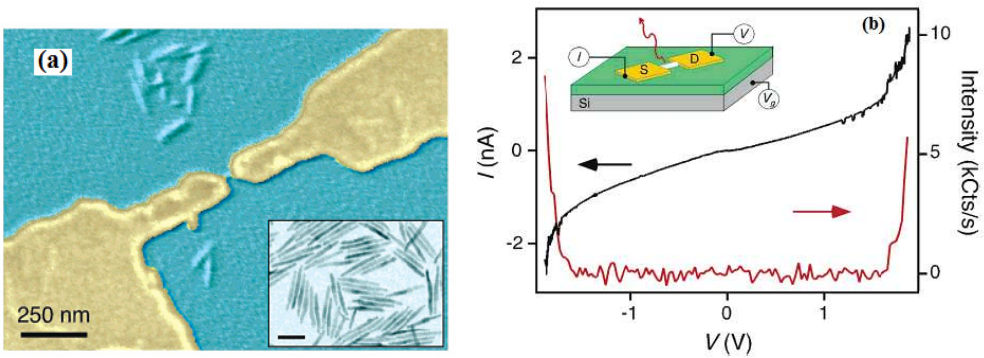 (a)
250 nm
(b)
I (nA)
2
0
-2
I
V
S
D
Si
Vg
10
5
0
Intensity (kCts/s)
-1
0
1
V (V)